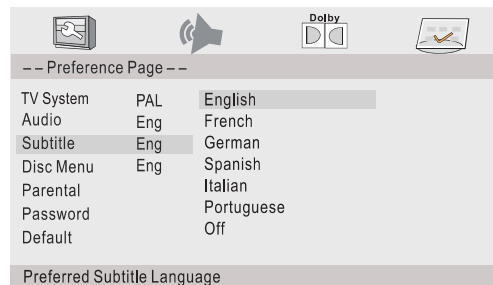 Dolby
-- Preference Page --
TV System PAL English
Audio Eng French
Subtitle Eng German
Disc Menu Eng Spanish
Parental Italian
Password Portuguese
Default Off
Preferred Subtitle Language